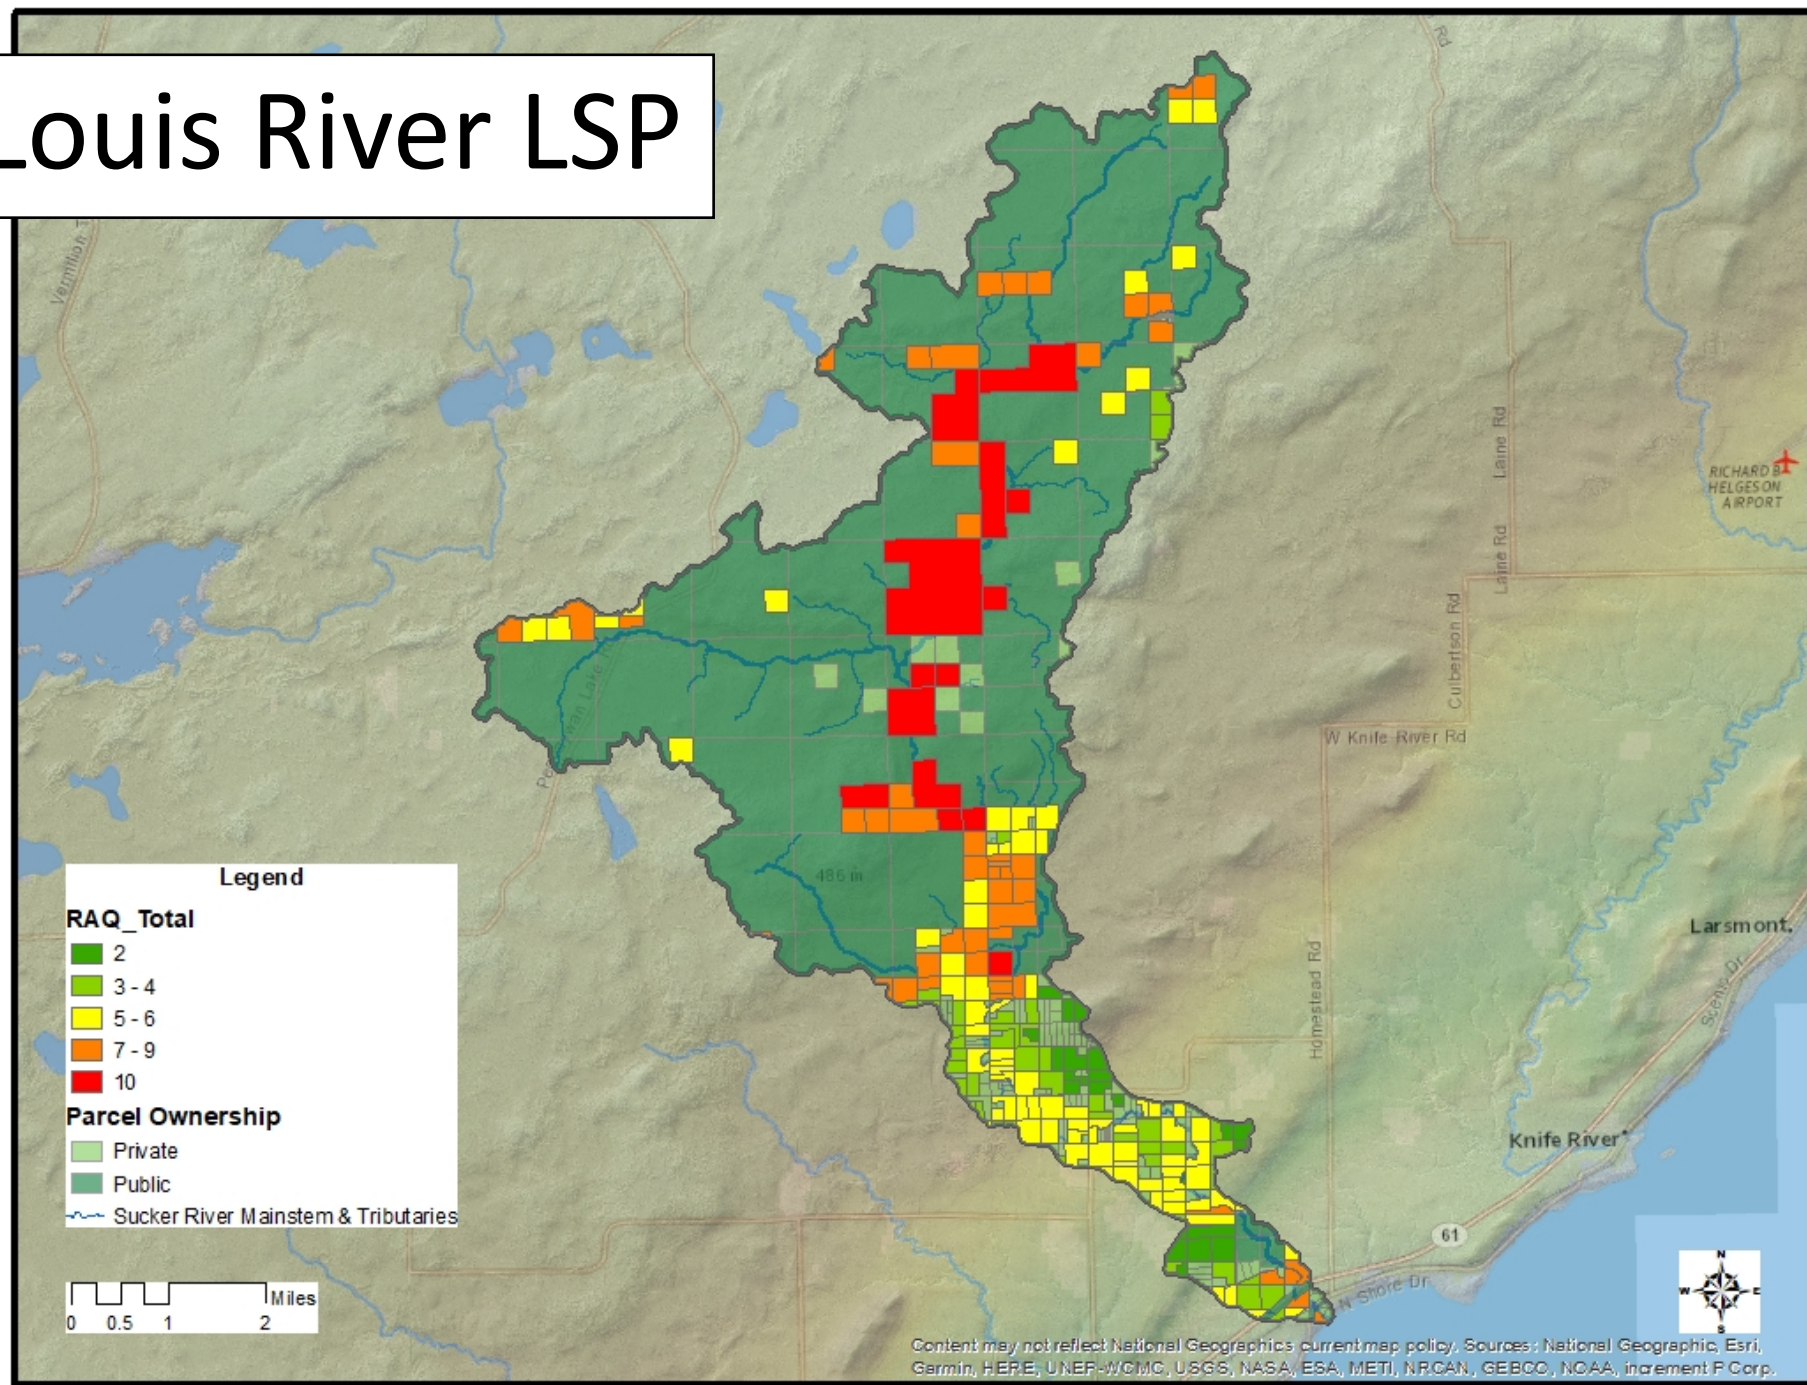 Louis River LSP
Rd
Vermilion T
Laine Rd
RICHARD B
HELGESON
AIRPORT
Laine Rd
Culbertson Rd
W Knife River Rd
486 m
Homestead Rd
Larsmont
Scenic Dr
Knife River
61
N Shore Dr
Legend
RAQ_Total
2
3 - 4
5 - 6
7 - 9
10
Parcel Ownership
Private
Public
Sucker River Mainstem & Tributaries
Miles
0 0.5 1 2
N
W E
S
Content may not reflect National Geographic's current map policy. Sources: National Geographic, Esri,
Garmin, HERE, UNEP-WCMC, USGS, NASA, ESA, METI, NRCAN, GEBCO, NOAA, increment P Corp.